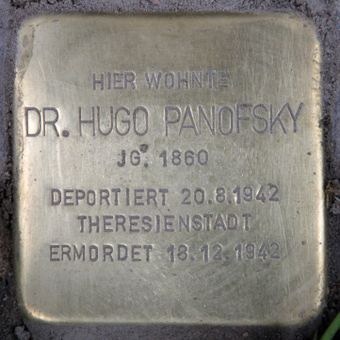 HIER WOHNTE
DR. HUGO PANOFSKY
JG. 1860
DEPORTIERT 20.8.1942
THERESIENSTADT
ERMORDET 18.12.1942